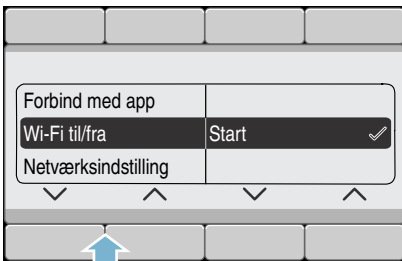 Forbind med app
Wi-Fi til/fra Start
Netværksindstilling